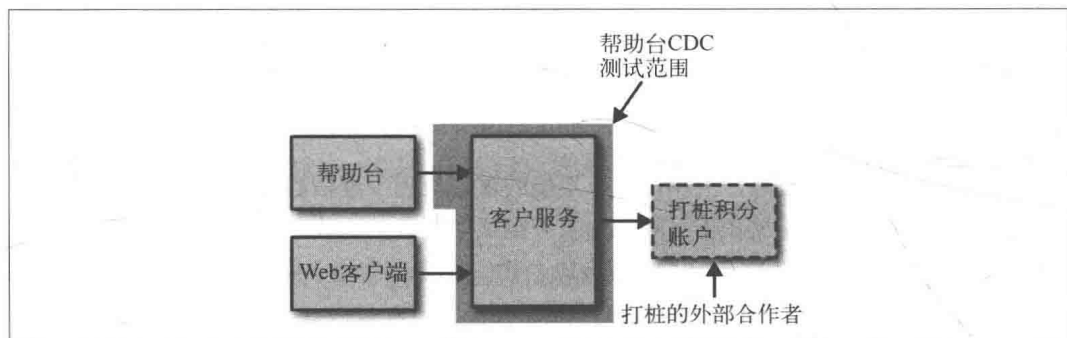 帮助台CDC
测试范围
帮助台
客户服务
打桩积分
账户
Web客户端
打桩的外部合作者